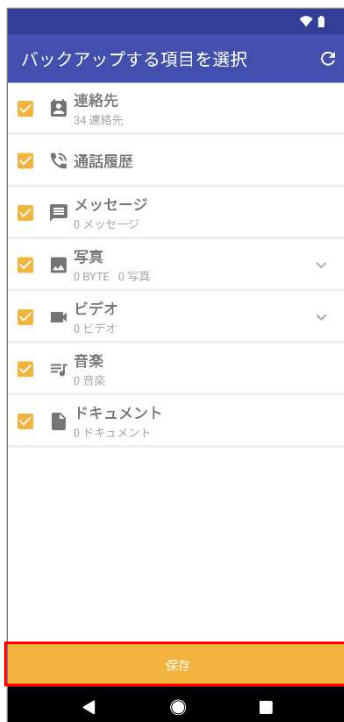 バックアップする項目を選択
連絡先
34 連絡先
通話履歴
メッセージ
0 メッセージ
写真
0 BYTE 0 写真
ビデオ
0 ビデオ
音楽
0 音楽
ドキュメント
0 ドキュメント
保存